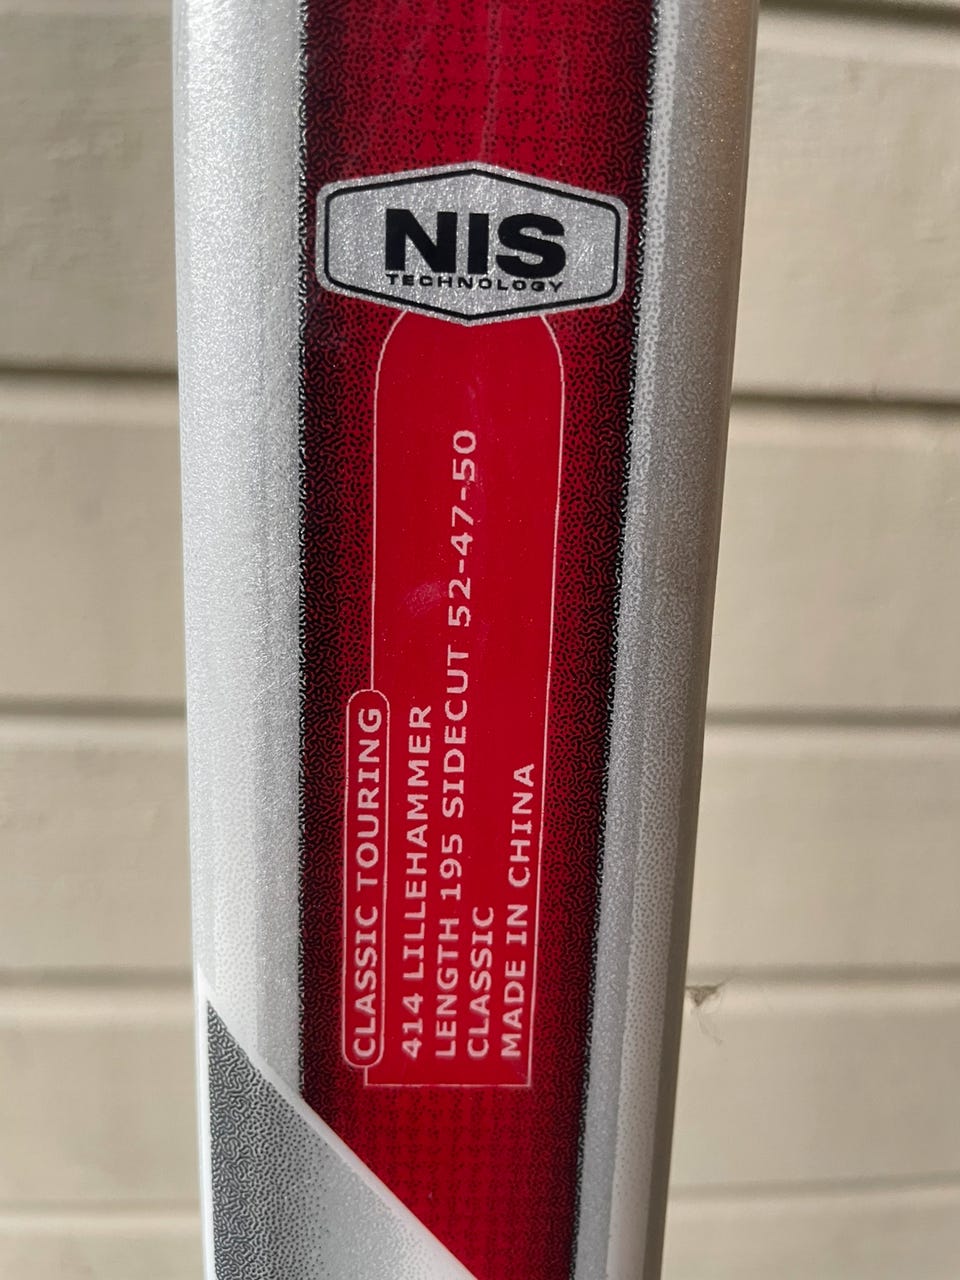 NIS
TECHNOLOGY
CLASSIC TOURING
414 LILLEHAMMER
LENGTH 195 SIDECUT 52-47-50
CLASSIC
MADE IN CHINA